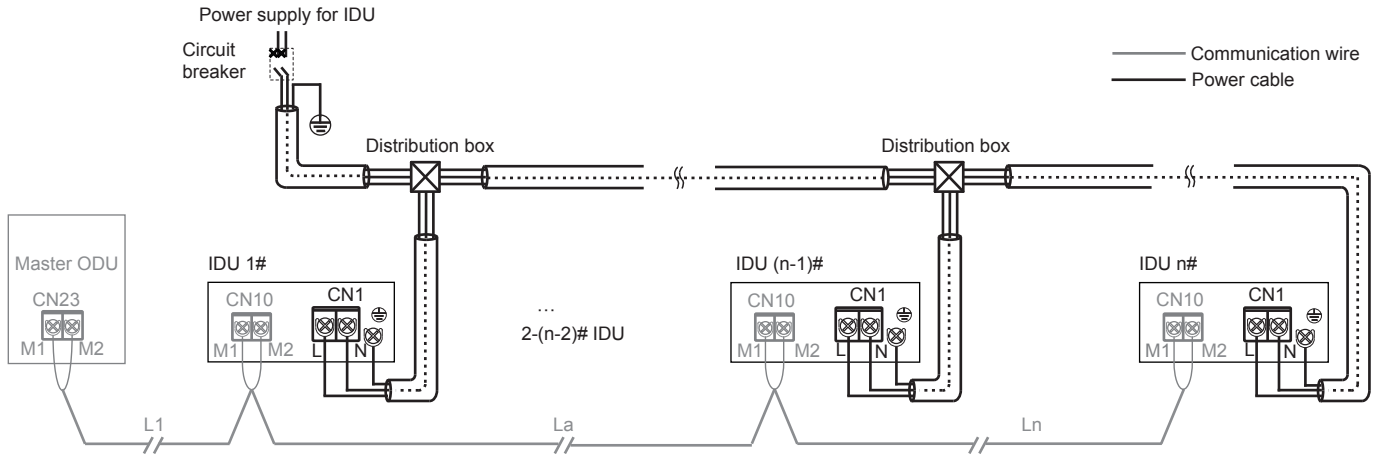 Power supply for IDU
Circuit
breaker
Communication wire
Power cable
Distribution box
Distribution box
Master ODU
CN23
M1 M2
IDU 1#
CN10
M1 M2
CN1
L N
...
2-(n-2)# IDU
IDU (n-1)#
CN10
M1 M2
CN1
L N
IDU n#
CN10
M1 M2
CN1
L N
L1
La
Ln